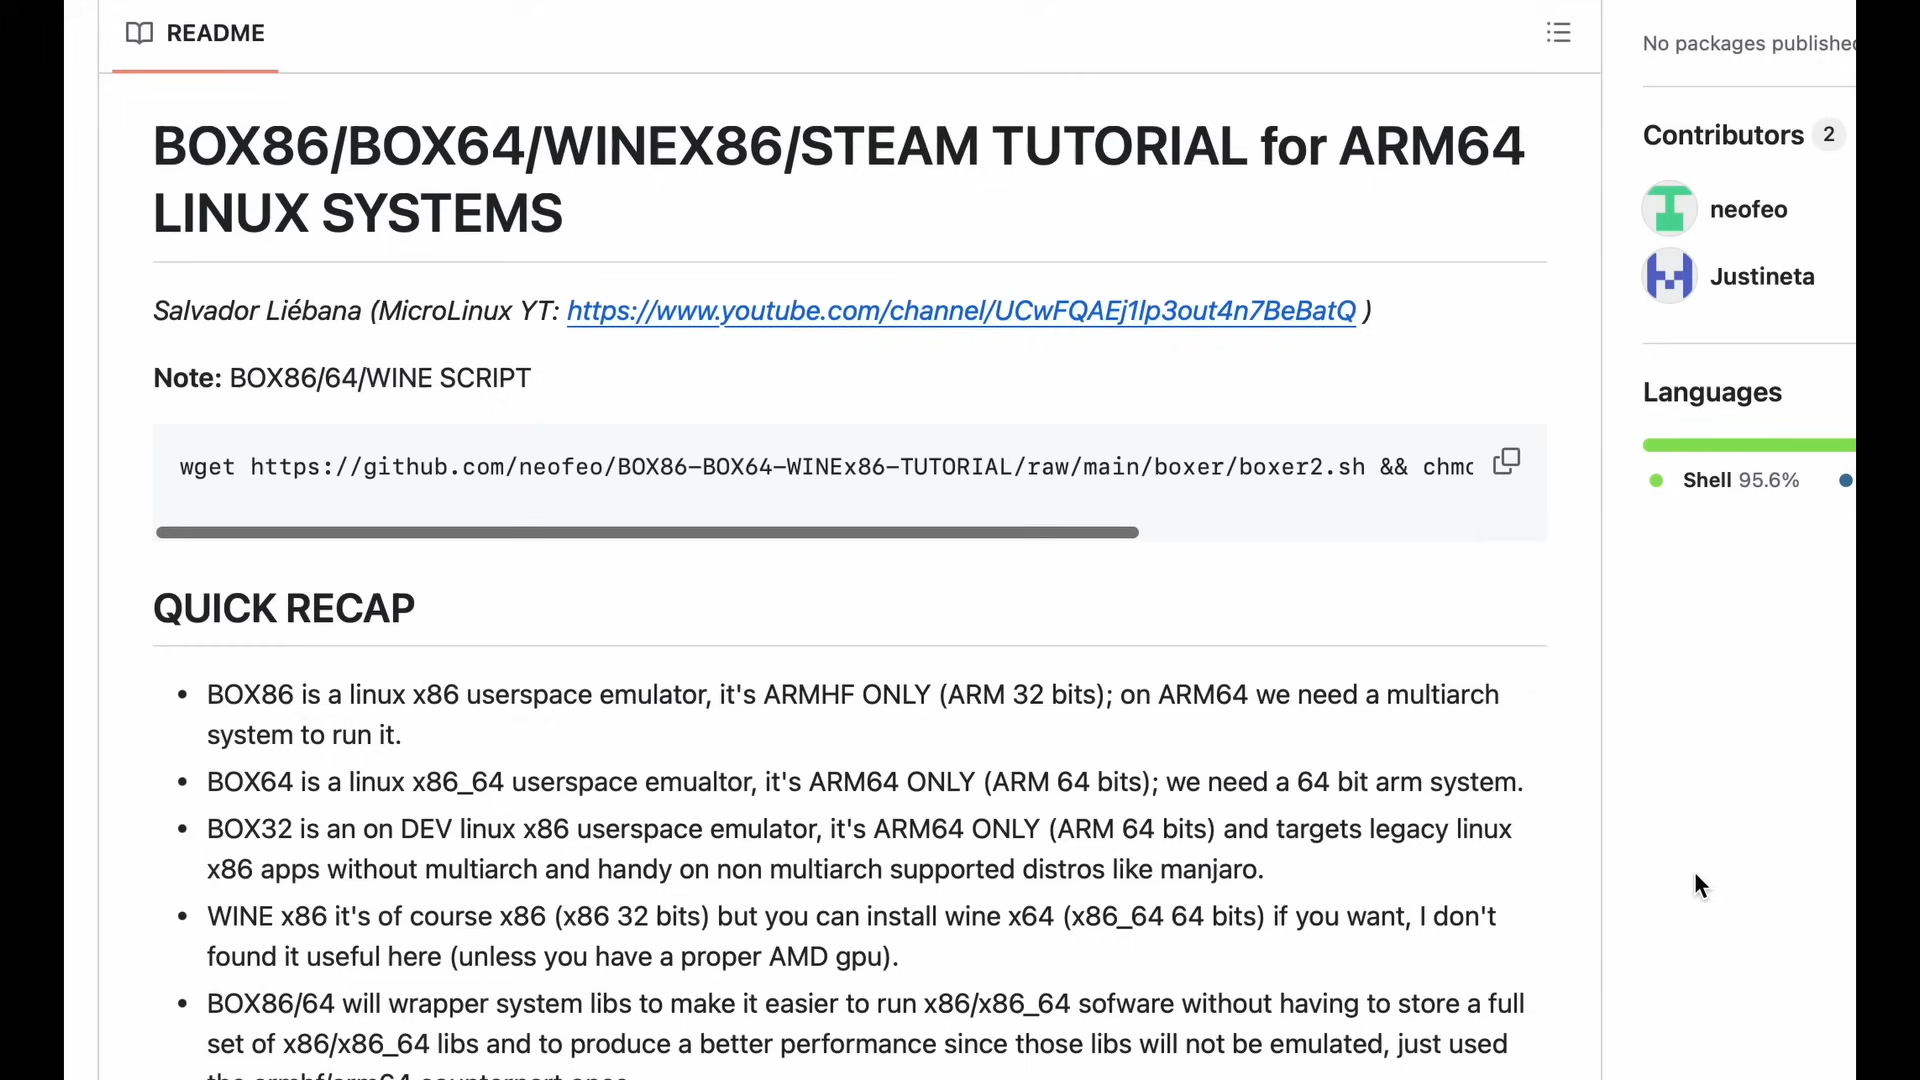 README
No packages published
BOX86/BOX64/WINEX86/STEAM TUTORIAL for ARM64
LINUX SYSTEMS
Contributors 2
neofeo
Justineta
Salvador Liébana (MicroLinux YT: https://www.youtube.com/channel/UCwFQAEj1lp3out4n7BeBatQ )
Note: BOX86/64/WINE SCRIPT
Languages
wget https://github.com/neofeo/BOX86-BOX64-WINEx86-TUTORIAL/raw/main/boxer/boxer2.sh && chmo
Shell 95.6%
QUICK RECAP
• BOX86 is a linux x86 userspace emulator, it's ARMHF ONLY (ARM 32 bits); on ARM64 we need a multiarch
system to run it.
• BOX64 is a linux x86_64 userspace emualtor, it's ARM64 ONLY (ARM 64 bits); we need a 64 bit arm system.
• BOX32 is an on DEV linux x86 userspace emulator, it's ARM64 ONLY (ARM 64 bits) and targets legacy linux
x86 apps without multiarch and handy on non multiarch supported distros like manjaro.
• WINE x86 it's of course x86 (x86 32 bits) but you can install wine x64 (x86_64 64 bits) if you want, I don't
found it useful here (unless you have a proper AMD gpu).
• BOX86/64 will wrapper system libs to make it easier to run x86/x86_64 sofware without having to store a full
set of x86/x86_64 libs and to produce a better performance since those libs will not be emulated, just used
the armhf/arm64 counterpart ones